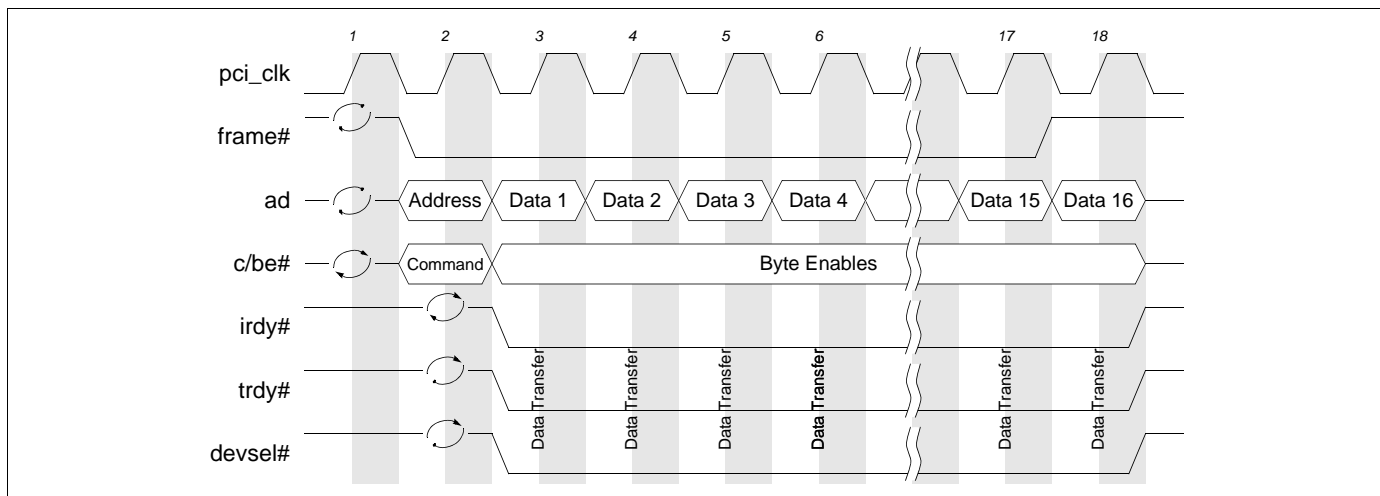 1 2 3 4 5 6 17 18
pci_clk
frame#
ad Address Data 1 Data 2 Data 3 Data 4 Data 15 Data 16
c/be# Command Byte Enables
irdy#
trdy#
devsel#
Data Transfer
Data Transfer
Data Transfer
Data Transfer
Data Transfer
Data Transfer